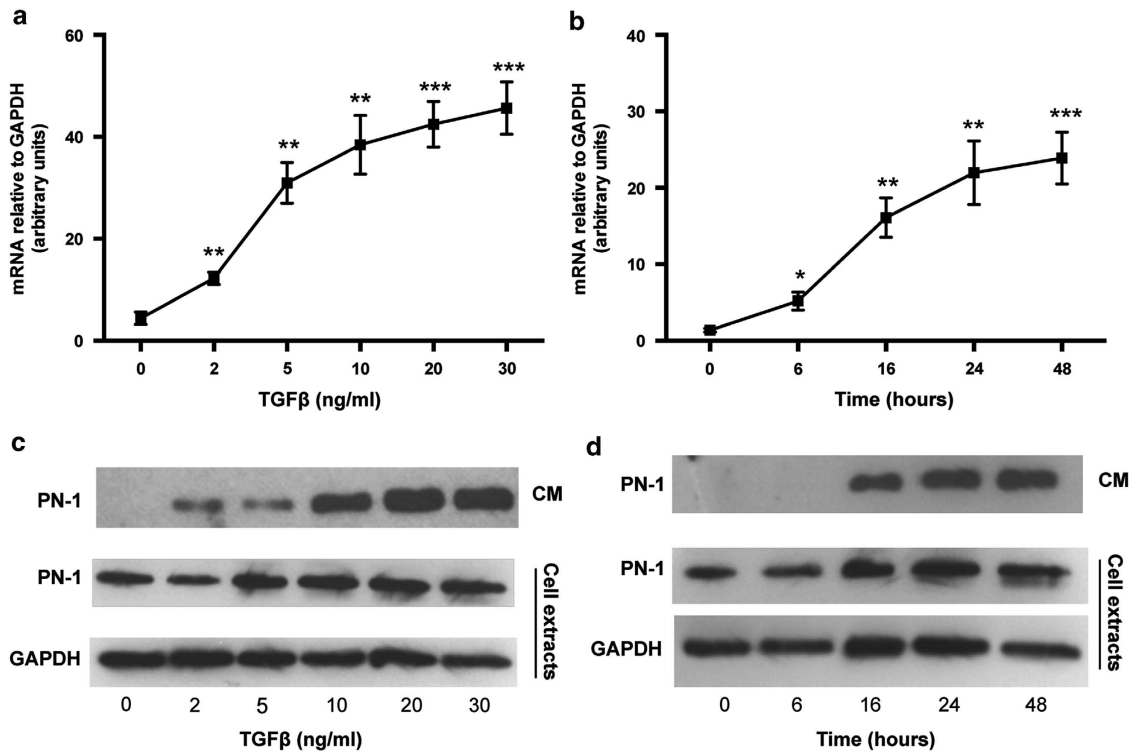 a
mRNA relative to GAPDH
(arbitrary units)
60
40
20
0
**
**
**
***
***
0 2 5 10 20 30
TGFβ (ng/ml)
b
mRNA relative to GAPDH
(arbitrary units)
40
30
20
10
0
*
**
**
***
0 6 16 24 48
Time (hours)
c
PN-1 CM
PN-1
GAPDH
Cell extracts
0 2 5 10 20 30
TGFβ (ng/ml)
d
PN-1 CM
PN-1
GAPDH
Cell extracts
0 6 16 24 48
Time (hours)